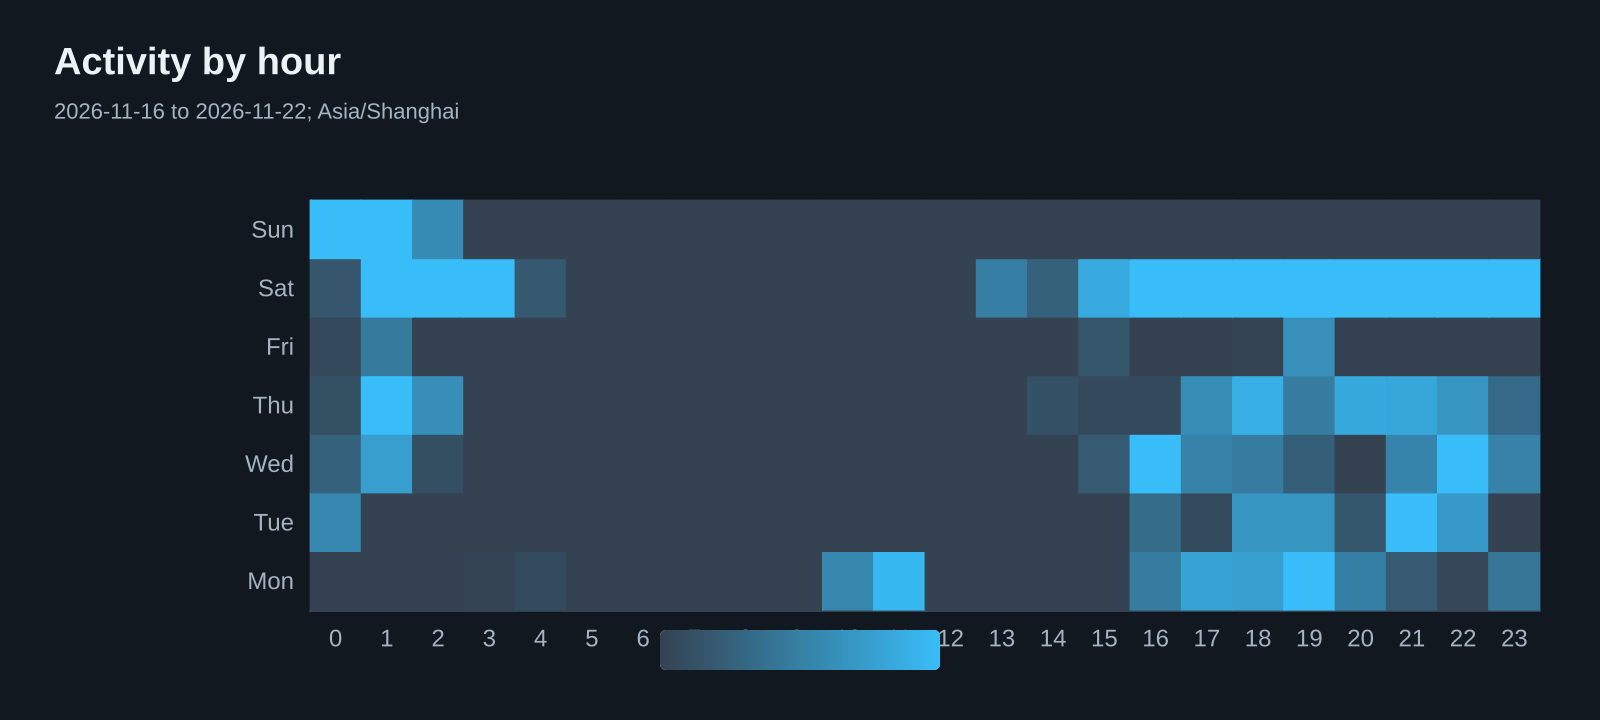 Activity by hour
2026-11-16 to 2026-11-22; Asia/Shanghai
Sun
Sat
Fri
Thu
Wed
Tue
Mon
0 1 2 3 4 5 6 12 13 14 15 16 17 18 19 20 21 22 23